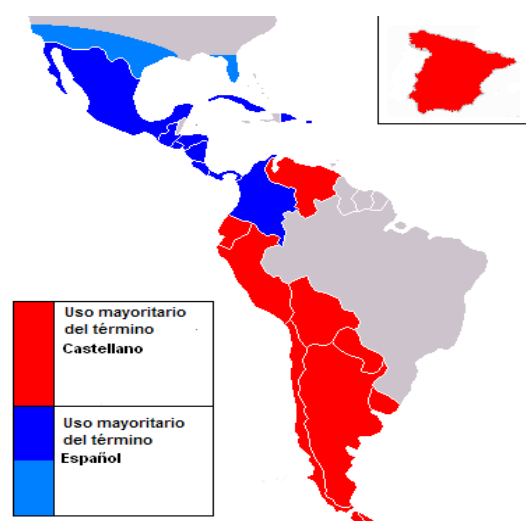 Uso mayoritario
del término
Castellano
Uso mayoritario
del término
Español